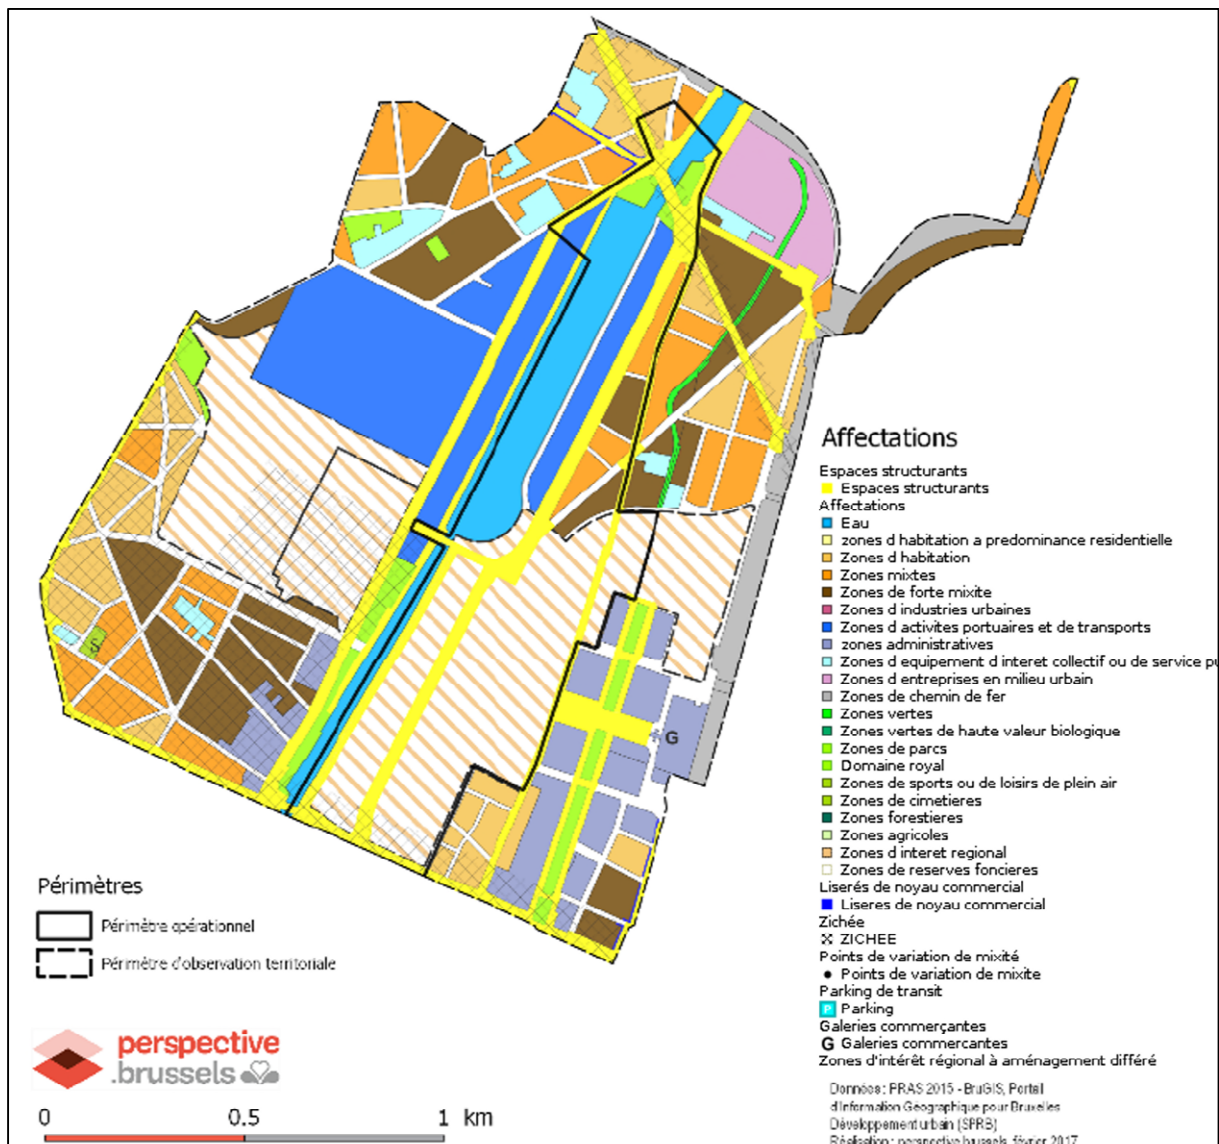 S
G
Affectations
Espaces structurants
Espaces structurants
Affectations
Eau
zones d habitation a predominance residentielle
Zones d habitation
Zones mixtes
Zones de forte mixite
Zones d industries urbaines
Zones d activites portuaires et de transports
zones administratives
Zones d equipement d interet collectif ou de service pu
Zones d entreprises en milieu urbain
Zones de chemin de fer
Zones vertes
Zones vertes de haute valeur biologique
Zones de parcs
Domaine royal
Zones de sports ou de loisirs de plein air
Zones de cimetieres
Zones forestieres
Zones agricoles
Zones d interet regional
Zones de reserves foncieres
Liserés de noyau commercial
Liseres de noyau commercial
Zichée
ZICHEE
Points de variation de mixité
Points de variation de mixite
Parking de transit
P Parking
Galeries commerçantes
G Galeries commercantes
Zones d'intérêt régional à aménagement différé
Données : PRAS 2015 - BruGIS, Portail
d'Information Géographique pour Bruxelles
Développement urbain (SPRB)
Réalisation : perspective.brussels, février 2017
Périmètres
Périmètre opérationnel
Périmètre d'observation territoriale
perspective
.brussels
0 0.5 1 km